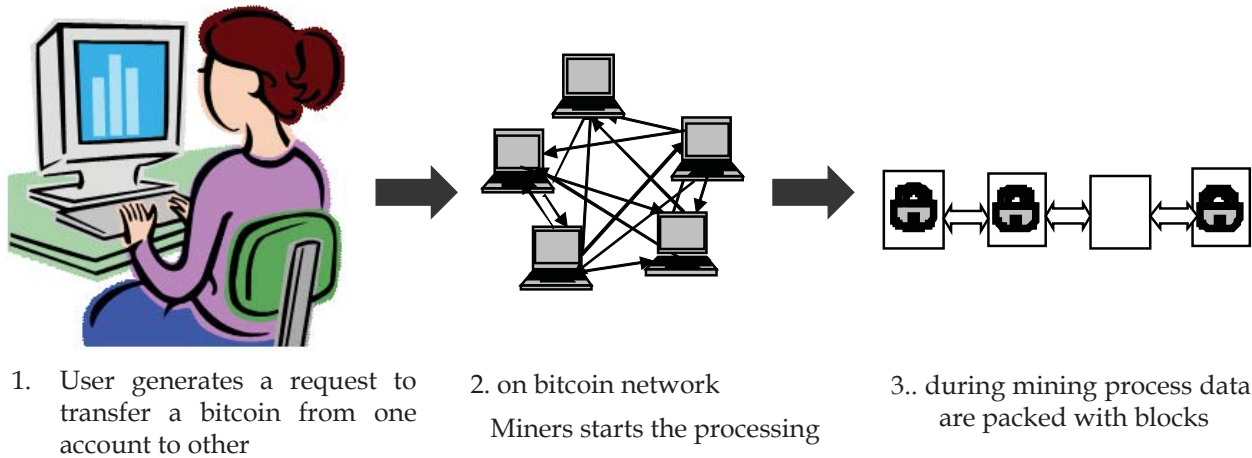 1. User generates a request to
transfer a bitcoin from one
account to other
2. on bitcoin network
Miners starts the processing
3.. during mining process data
are packed with blocks